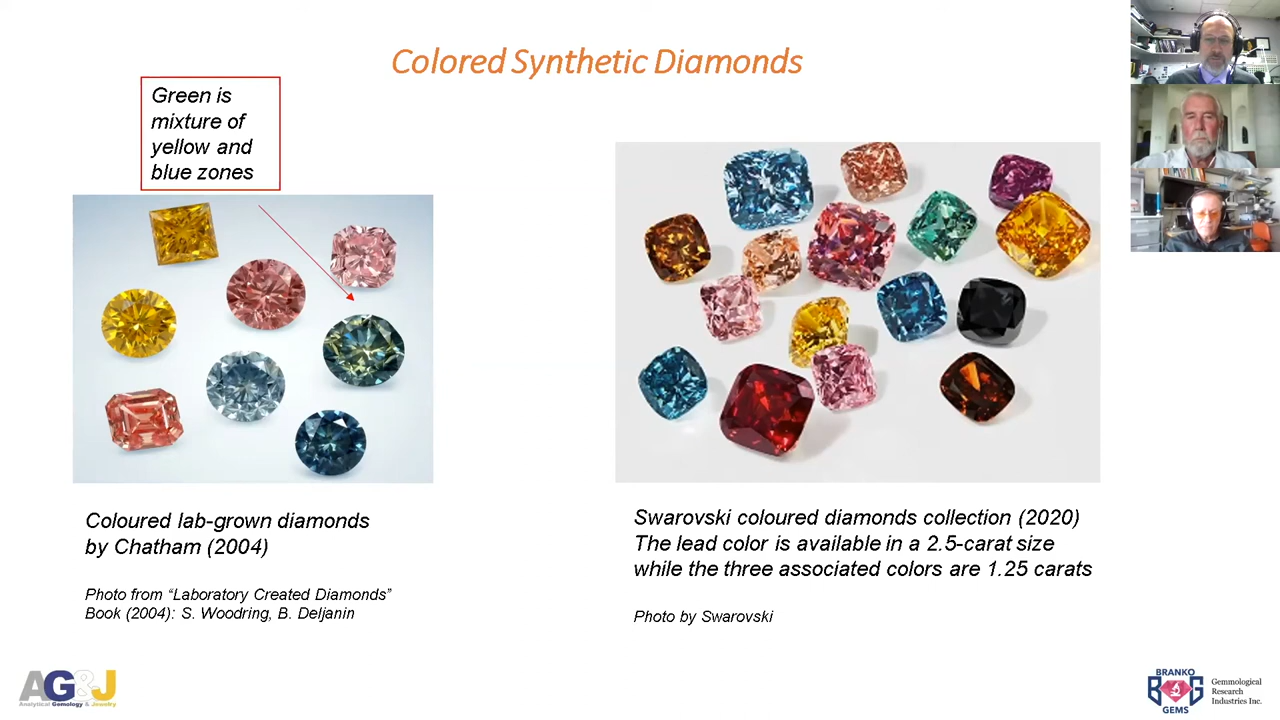 Colored Synthetic Diamonds
Green is
mixture of
yellow and
blue zones
Coloured lab-grown diamonds
by Chatham (2004)
Photo from “Laboratory Created Diamonds”
Book (2004): S. Woodring, B. Deljanin
Swarovski coloured diamonds collection (2020)
The lead color is available in a 2.5-carat size
while the three associated colors are 1.25 carats
Photo by Swarovski
AG&J
Analytical Gemology & Jewelry
BRANKO
GEMS
Gemmological
Research
Industries Inc.